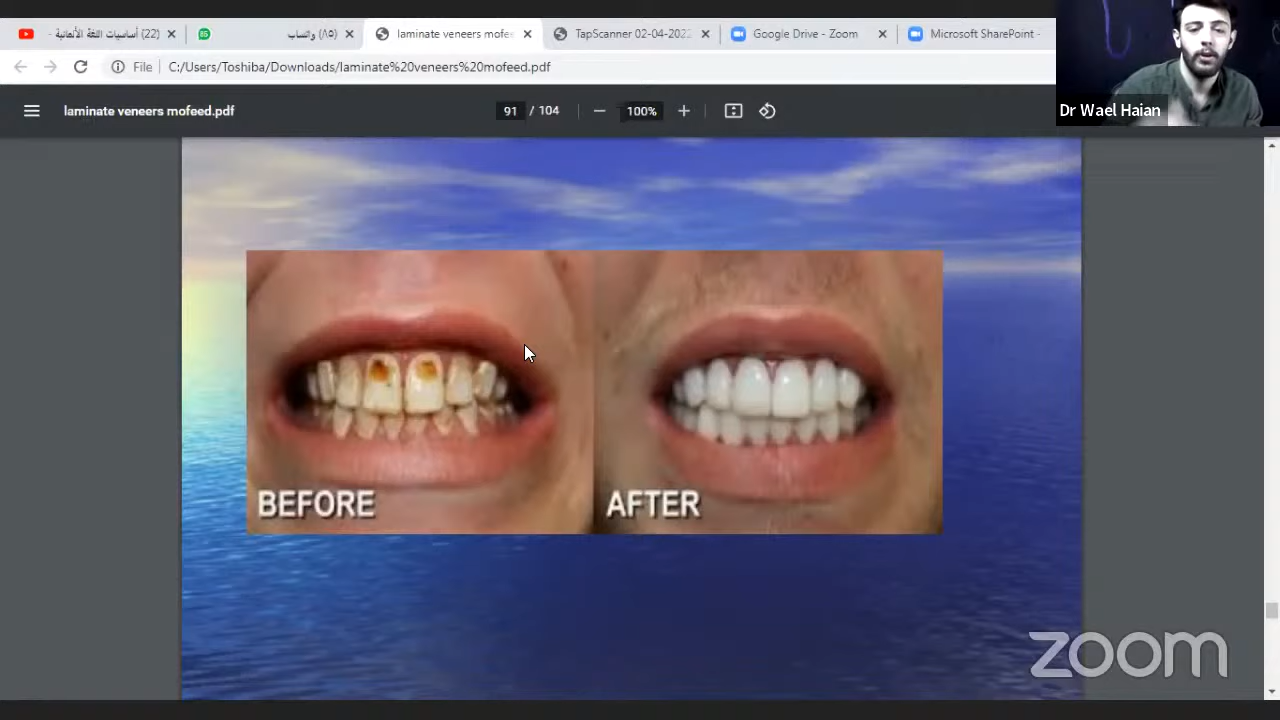 (22) أساسيات اللغة الألمانية -
(٨٥) واتساب
laminate veneers mofe
TapScanner 02-04-202
Google Drive - Zoom
Microsoft SharePoint -
File
C:/Users/Toshiba/Downloads/laminate%20veneers%20mofeed.pdf
laminate veneers mofeed.pdf
91 / 104
100%
Dr Wael Haian
BEFORE
AFTER
zoom